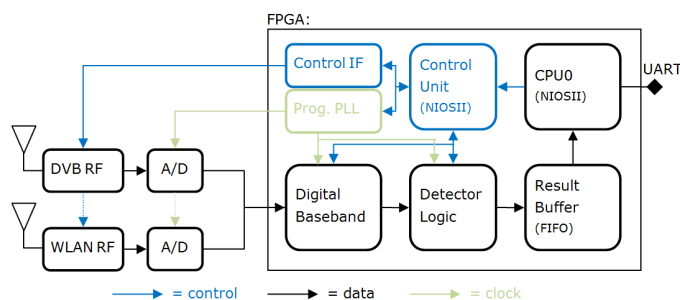 FPGA:
Control IF
Control
Unit
(NIOSII)
CPU0
(NIOSII)
UART
Prog. PLL
DVB RF
A/D
Digital
Baseband
Detector
Logic
Result
Buffer
(FIFO)
WLAN RF
A/D
= control
= data
= clock